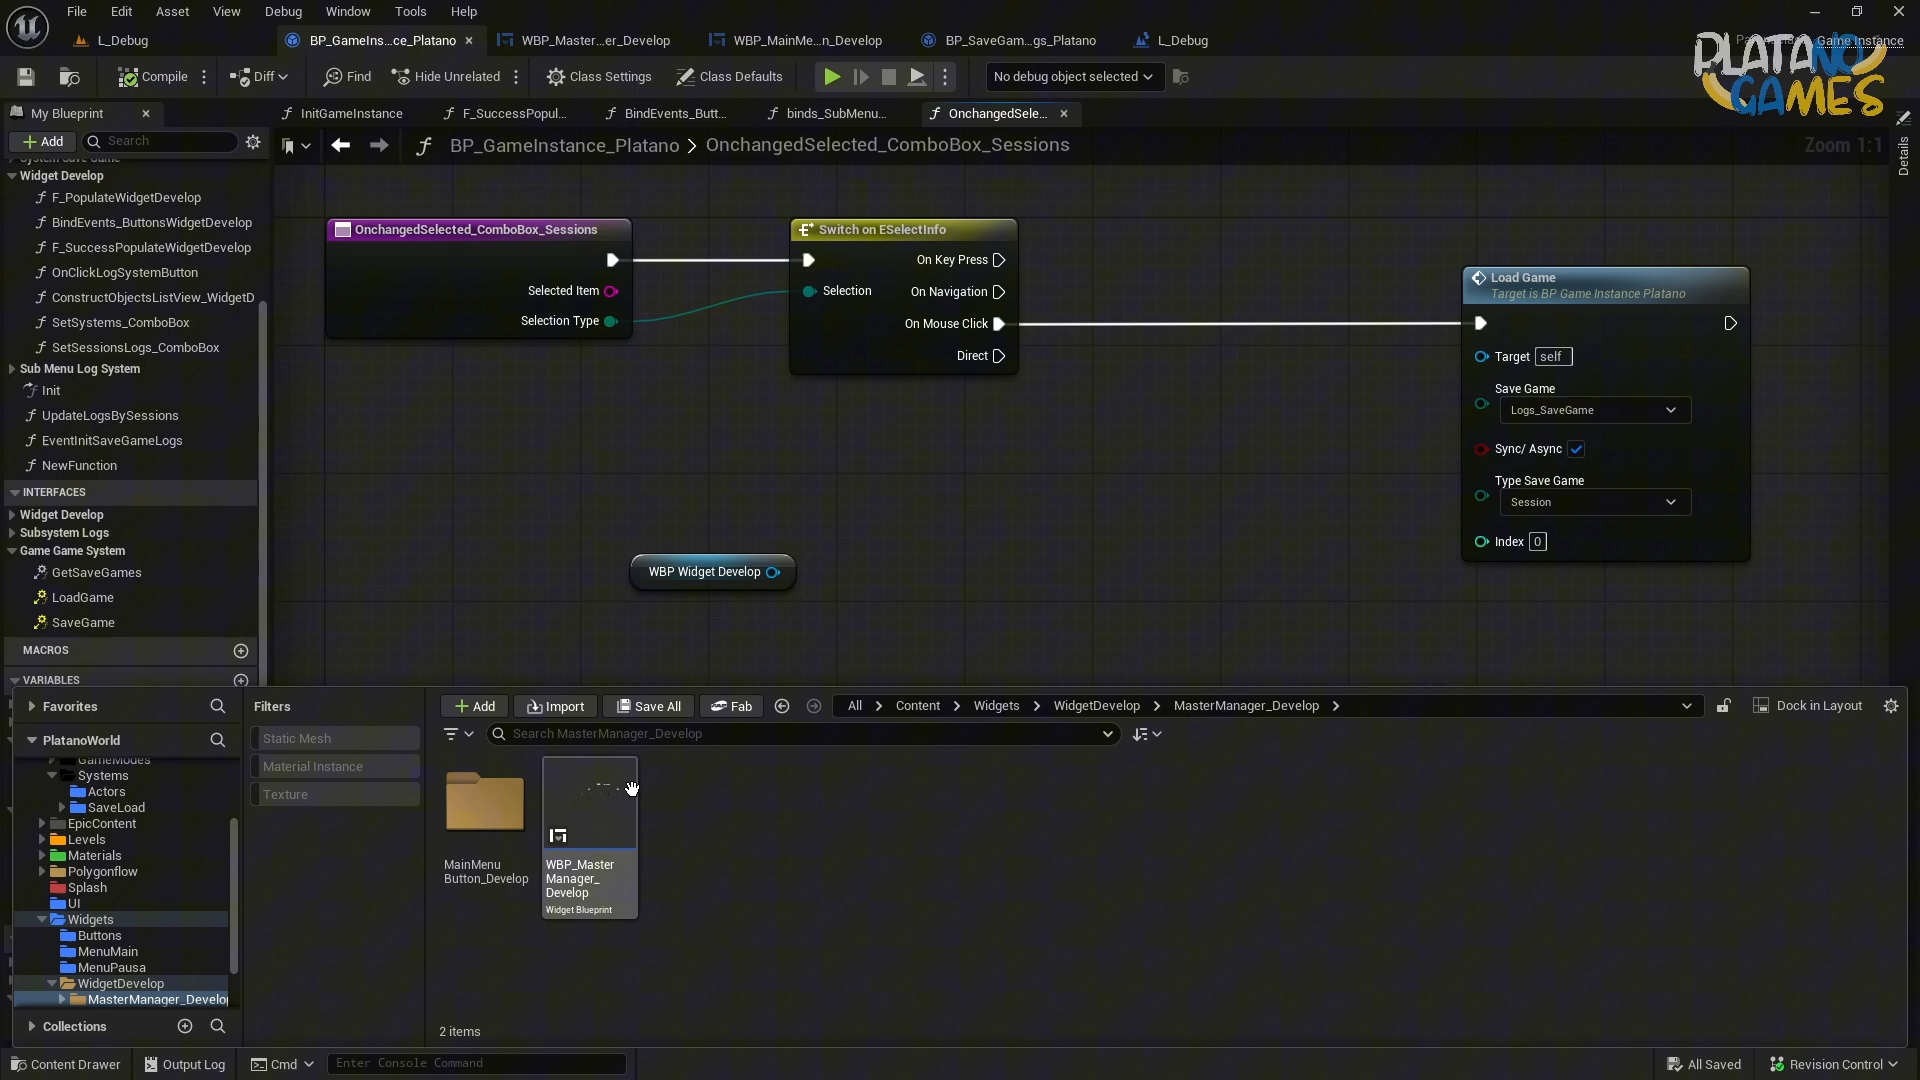 File Edit View Asset Debug Window Tools Help
L_Debug
BP_GameIns...ce_Platano
WBP_Master...er_Develop
WBP_MainMe...n_Develop
BP_SaveGam...gs_Platano
L_Debug
Game Instance
PLATANO
GAMES
Compile
Diff
Find
Hide Unrelated
Class Settings
Class Defaults
No debug object selected
My Blueprint
InitGameInstance
F_SuccessPopul...
BindEvents_Butt...
binds_SubMenu...
OnchangedSele...
Details
Add
Search
BP_GameInstance_Platano > OnchangedSelected_ComboBox_Sessions
Zoom 1:1
System Save Game
Widget Develop
F_PopulateWidgetDevelop
BindEvents_ButtonsWidgetDevelop
F_SuccessPopulateWidgetDevelop
OnClickLogSystemButton
ConstructObjectsListView_WidgetD
SetSystems_ComboBox
SetSessionsLogs_ComboBox
Sub Menu Log System
Init
UpdateLogsBySessions
EventInitSaveGameLogs
NewFunction
INTERFACES
Widget Develop
Subsystem Logs
Game Game System
GetSaveGames
LoadGame
SaveGame
MACROS
VARIABLES
OnchangedSelected_ComboBox_Sessions
Selected Item
Selection Type
Switch on ESelectInfo
Selection
On Key Press
On Navigation
On Mouse Click
Direct
Load Game
Target is BP Game Instance Platano
Target self
Save Game
Logs_SaveGame
Sync/ Async
Type Save Game
Session
Index 0
WBP Widget Develop
Favorites
PlatanoWorld
GameModes
Systems
Actors
SaveLoad
EpicContent
Levels
Materials
Polygonflow
Splash
UI
Widgets
Buttons
MenuMain
MenuPausa
WidgetDevelop
MasterManager_Develo
Collections
Filters
Static Mesh
Material Instance
Texture
Add
Import
Save All
Fab
All > Content > Widgets > WidgetDevelop > MasterManager_Develop >
Dock in Layout
Search MasterManager_Develop
MainMenu
Button_Develop
WBP_Master
Manager_
Develop
Widget Blueprint
2 items
Content Drawer
Output Log
Cmd
Enter Console Command
All Saved
Revision Control